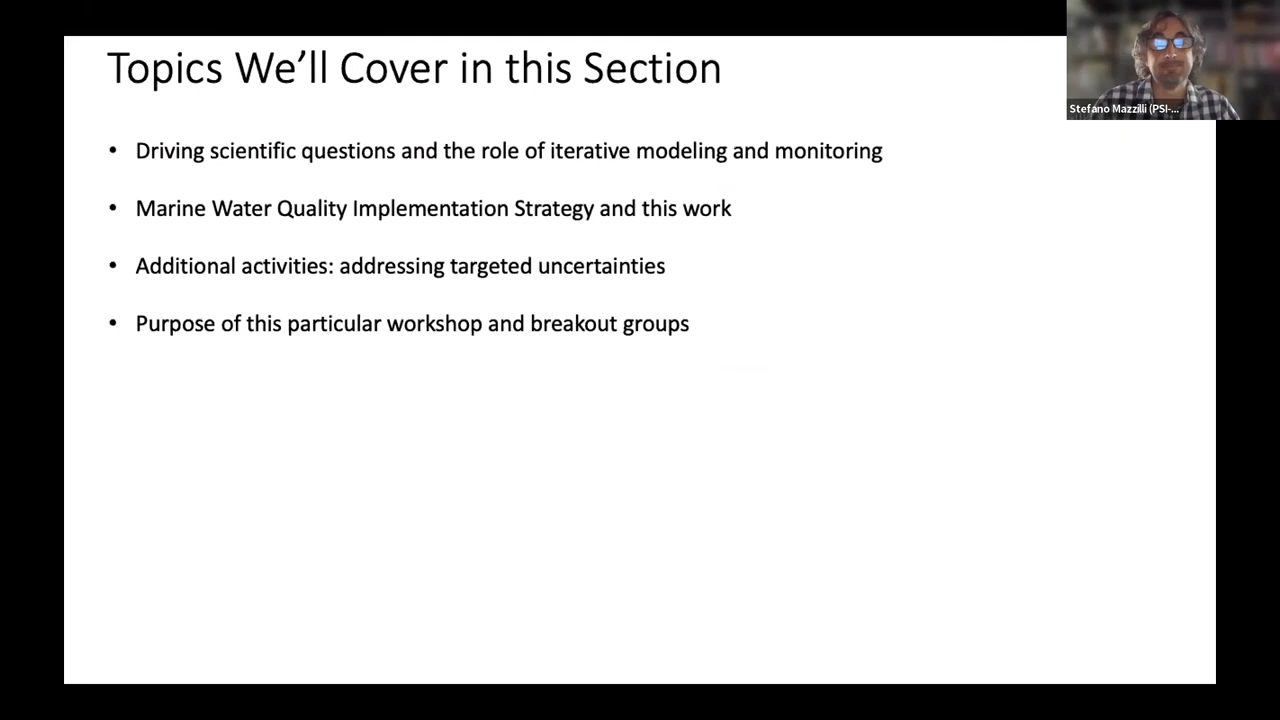 Topics We'll Cover in this Section
Stefano Mazzilli (PSI-...
• Driving scientific questions and the role of iterative modeling and monitoring
• Marine Water Quality Implementation Strategy and this work
• Additional activities: addressing targeted uncertainties
• Purpose of this particular workshop and breakout groups